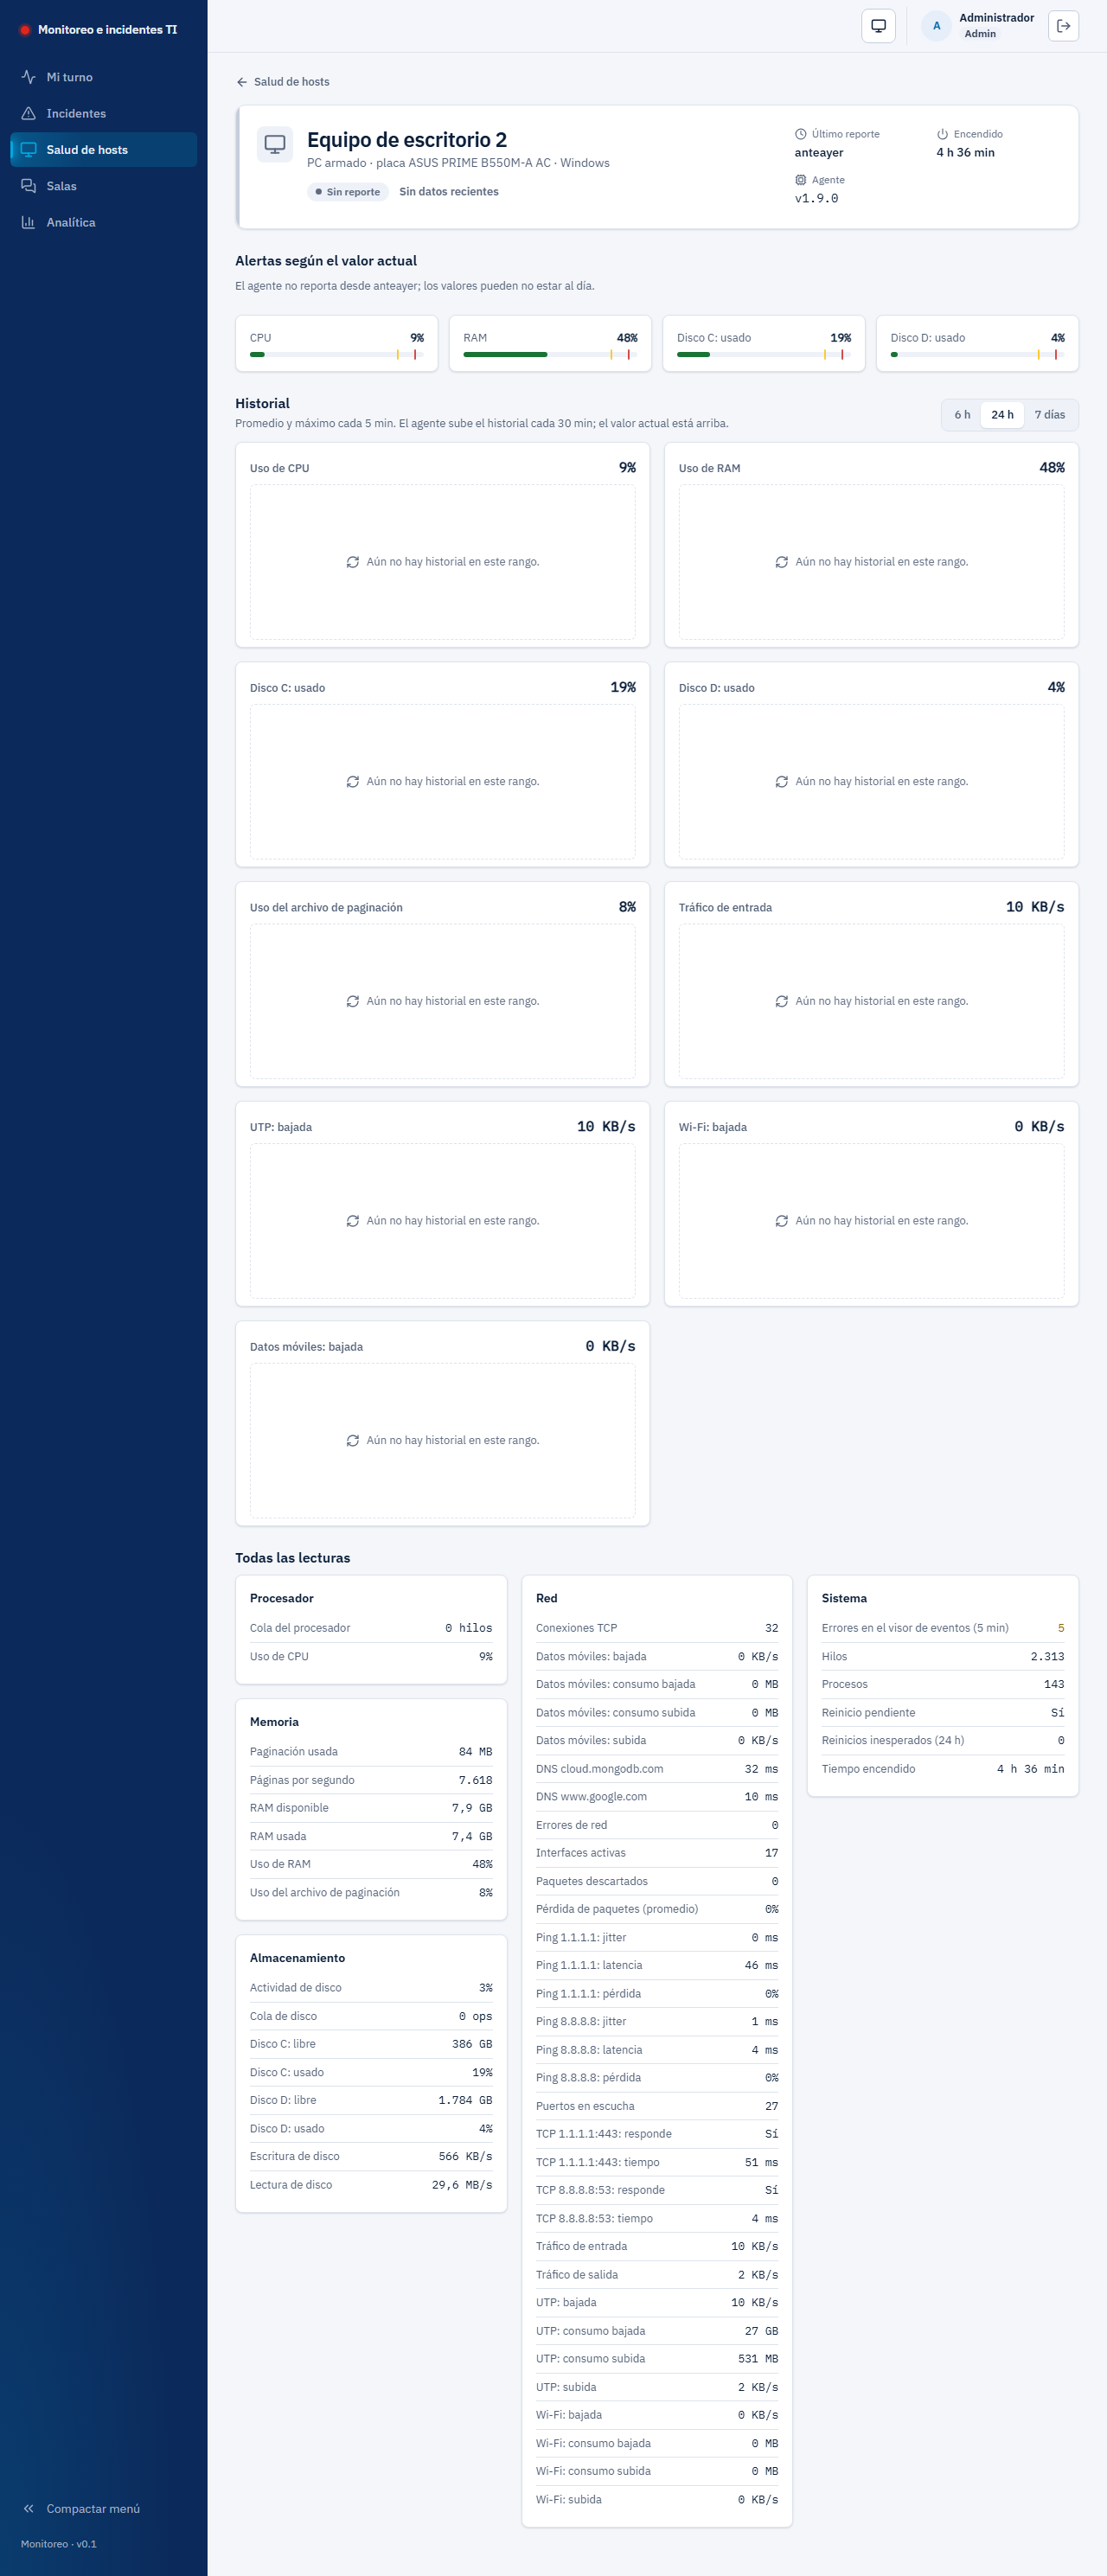 Monitoreo e incidentes TI
Mi turno
Incidentes
Salud de hosts
Salas
Analítica
Compactar menú
Monitoreo · v0.1
A
Administrador
Admin
Salud de hosts
Equipo de escritorio 2
PC armado · placa ASUS PRIME B550M-A AC · Windows
Sin reporte
Sin datos recientes
Último reporte
anteayer
Encendido
4 h 36 min
Agente
v1.9.0
Alertas según el valor actual
El agente no reporta desde anteayer; los valores pueden no estar al día.
CPU 9%
RAM 48%
Disco C: usado 19%
Disco D: usado 4%
Historial
Promedio y máximo cada 5 min. El agente sube el historial cada 30 min; el valor actual está arriba.
6 h 24 h 7 días
Uso de CPU 9%
Aún no hay historial en este rango.
Uso de RAM 48%
Aún no hay historial en este rango.
Disco C: usado 19%
Aún no hay historial en este rango.
Disco D: usado 4%
Aún no hay historial en este rango.
Uso del archivo de paginación 8%
Aún no hay historial en este rango.
Tráfico de entrada 10 KB/s
Aún no hay historial en este rango.
UTP: bajada 10 KB/s
Aún no hay historial en este rango.
Wi-Fi: bajada 0 KB/s
Aún no hay historial en este rango.
Datos móviles: bajada 0 KB/s
Aún no hay historial en este rango.
Todas las lecturas
Procesador
Cola del procesador 0 hilos
Uso de CPU 9%
Memoria
Paginación usada 84 MB
Páginas por segundo 7.618
RAM disponible 7,9 GB
RAM usada 7,4 GB
Uso de RAM 48%
Uso del archivo de paginación 8%
Almacenamiento
Actividad de disco 3%
Cola de disco 0 ops
Disco C: libre 386 GB
Disco C: usado 19%
Disco D: libre 1.784 GB
Disco D: usado 4%
Escritura de disco 566 KB/s
Lectura de disco 29,6 MB/s
Red
Conexiones TCP 32
Datos móviles: bajada 0 KB/s
Datos móviles: consumo bajada 0 MB
Datos móviles: consumo subida 0 MB
Datos móviles: subida 0 KB/s
DNS cloud.mongodb.com 32 ms
DNS www.google.com 10 ms
Errores de red 0
Interfaces activas 17
Paquetes descartados 0
Pérdida de paquetes (promedio) 0%
Ping 1.1.1.1: jitter 0 ms
Ping 1.1.1.1: latencia 46 ms
Ping 1.1.1.1: pérdida 0%
Ping 8.8.8.8: jitter 1 ms
Ping 8.8.8.8: latencia 4 ms
Ping 8.8.8.8: pérdida 0%
Puertos en escucha 27
TCP 1.1.1.1:443: responde Sí
TCP 1.1.1.1:443: tiempo 51 ms
TCP 8.8.8.8:53: responde Sí
TCP 8.8.8.8:53: tiempo 4 ms
Tráfico de entrada 10 KB/s
Tráfico de salida 2 KB/s
UTP: bajada 10 KB/s
UTP: consumo bajada 27 GB
UTP: consumo subida 531 MB
UTP: subida 2 KB/s
Wi-Fi: bajada 0 KB/s
Wi-Fi: consumo bajada 0 MB
Wi-Fi: consumo subida 0 MB
Wi-Fi: subida 0 KB/s
Sistema
Errores en el visor de eventos (5 min) 5
Hilos 2.313
Procesos 143
Reinicio pendiente Sí
Reinicios inesperados (24 h) 0
Tiempo encendido 4 h 36 min